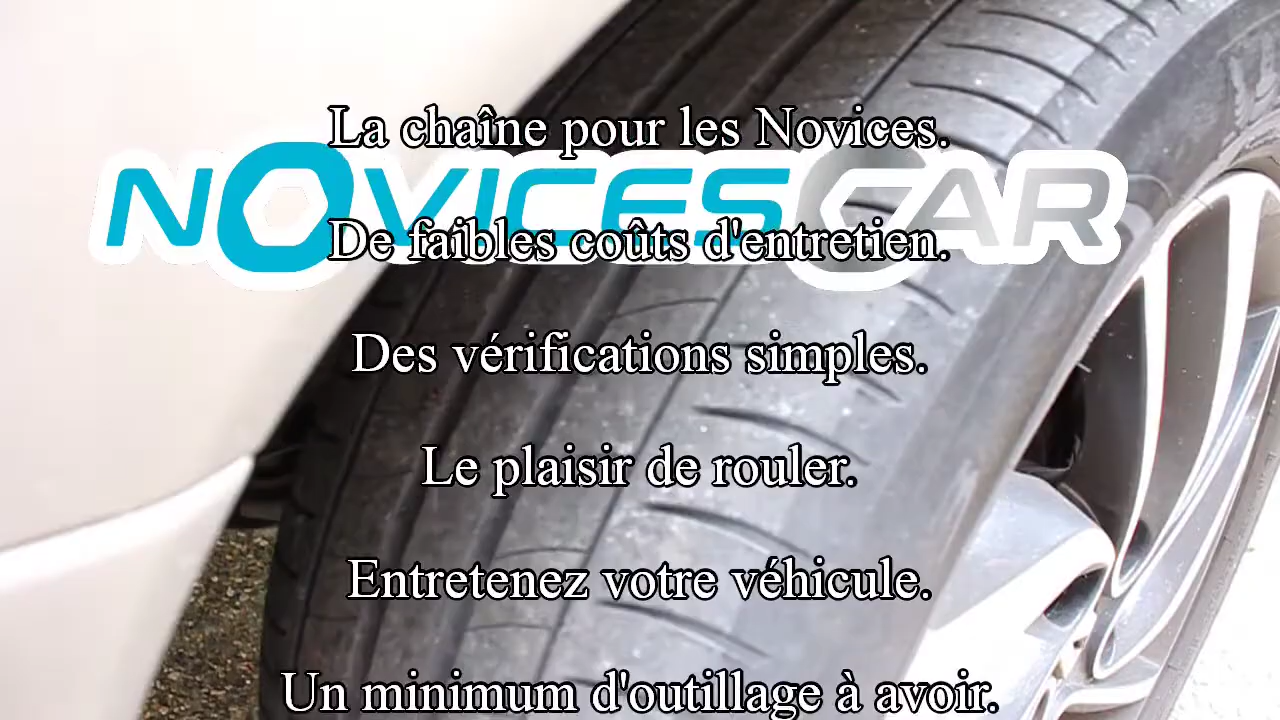 La chaîne pour les Novices.
NOVICESCAR
De faibles coûts d'entretien.
Des vérifications simples.
Le plaisir de rouler.
Entretenez votre véhicule.
Un minimum d'outillage à avoir.